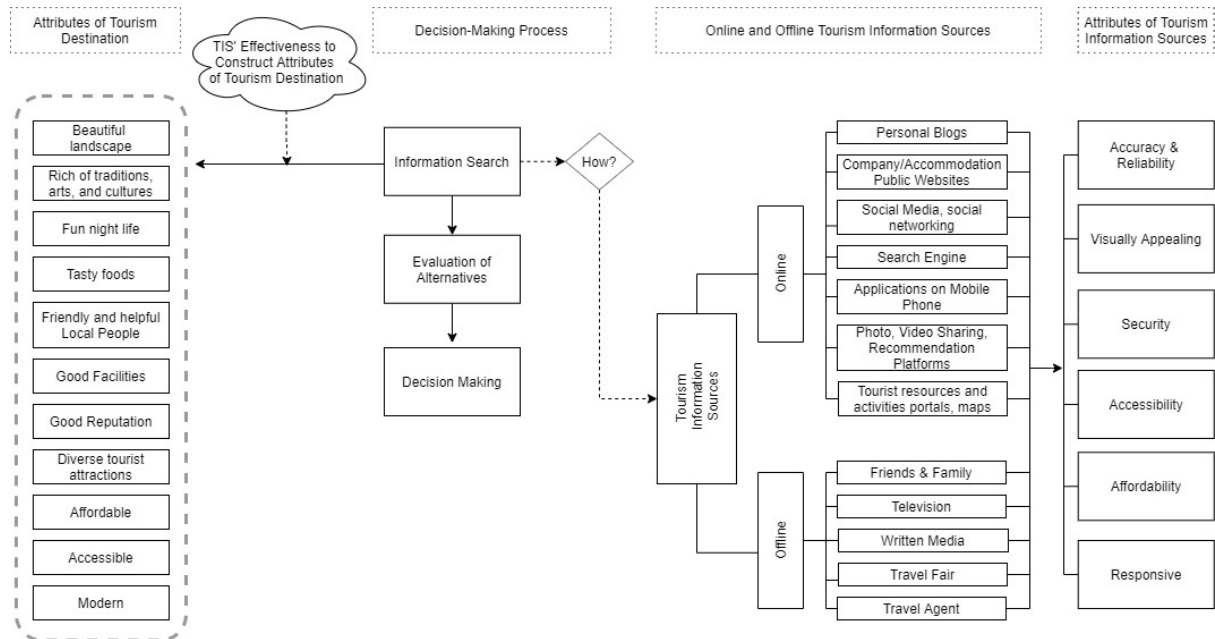 Attributes of Tourism
Destination
TIS' Effectiveness to
Construct Attributes
of Tourism Destination
Decision-Making Process
Online and Offline Tourism Information Sources
Attributes of Tourism
Information Sources
Beautiful
landscape
Rich of traditions,
arts, and cultures
Fun night life
Tasty foods
Friendly and helpful
Local People
Good Facilities
Good Reputation
Diverse tourist
attractions
Affordable
Accessible
Modern
Information Search
How?
Evaluation of
Alternatives
Decision Making
Tourism
Information
Sources
Online
Personal Blogs
Company/Accommodation
Public Websites
Social Media, social
networking
Search Engine
Applications on Mobile
Phone
Photo, Video Sharing,
Recommendation
Platforms
Tourist resources and
activities portals, maps
Offline
Friends & Family
Television
Written Media
Travel Fair
Travel Agent
Accuracy &
Reliability
Visually Appealing
Security
Accessibility
Affordability
Responsive